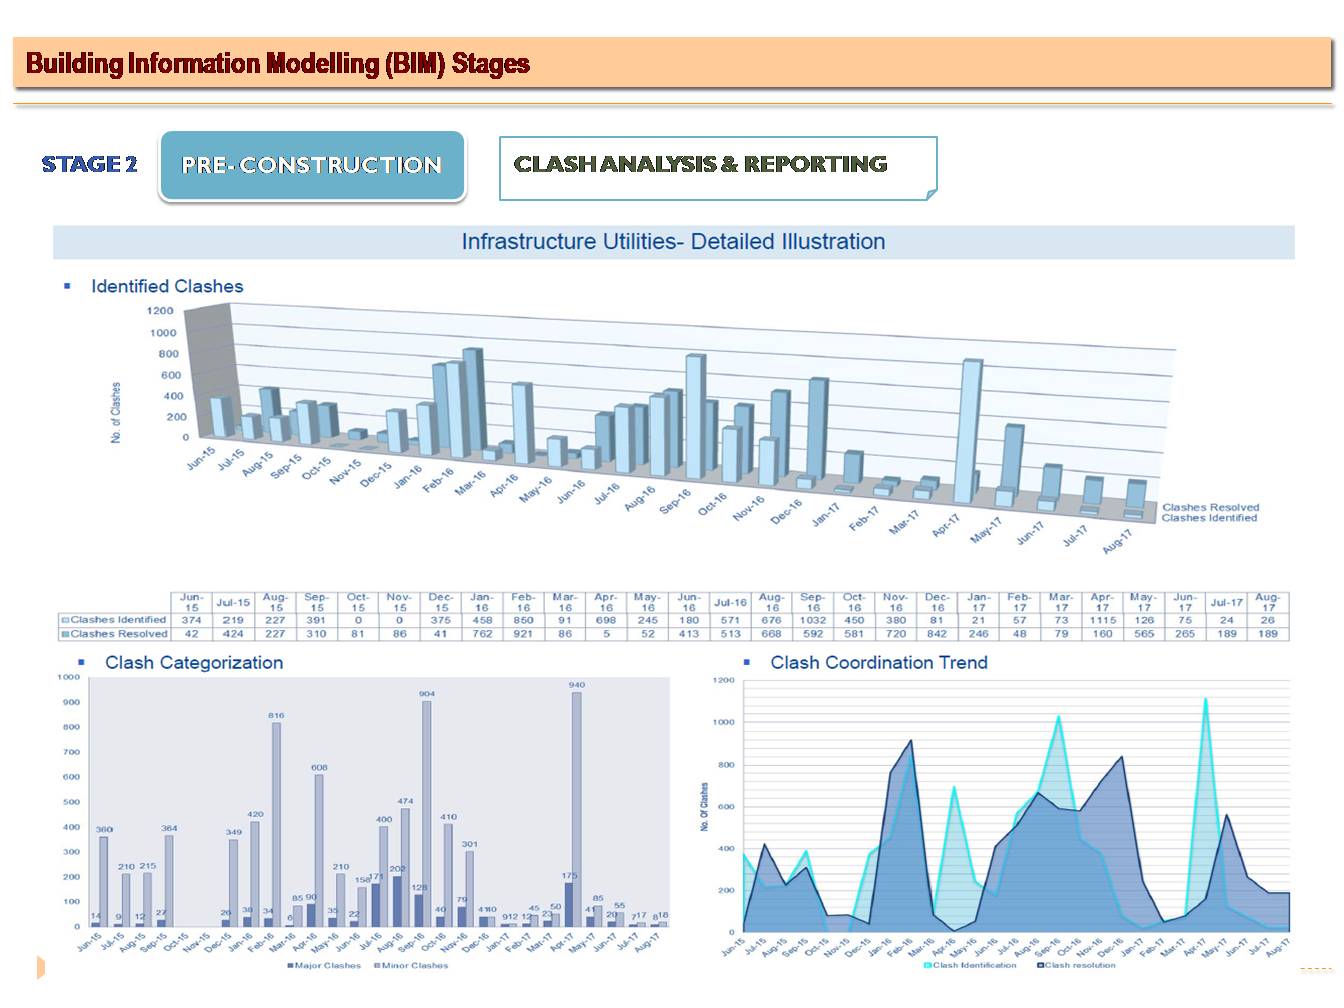 Building Information Modelling (BIM) Stages
STAGE 2
PRE- CONSTRUCTION
CLASH ANALYSIS & REPORTING
Infrastructure Utilities- Detailed Illustration
▪ Identified Clashes
No. of Clashes
1200
1000
800
600
400
200
0
Jun-15 Jul-15 Aug-15 Sep-15 Oct-15 Nov-15 Dec-15 Jan-16 Feb-16 Mar-16 Apr-16 May-16 Jun-16 Jul-16 Aug-16 Sep-16 Oct-16 Nov-16 Dec-16 Jan-17 Feb-17 Mar-17 Apr-17 May-17 Jun-17 Jul-17 Aug-17
Clashes Resolved
Clashes Identified
Jun-15 Jul-15 Aug-15 Sep-15 Oct-15 Nov-15 Dec-15 Jan-16 Feb-16 Mar-16 Apr-16 May-16 Jun-16 Jul-16 Aug-16 Sep-16 Oct-16 Nov-16 Dec-16 Jan-17 Feb-17 Mar-17 Apr-17 May-17 Jun-17 Jul-17 Aug-17
Clashes Identified 374 219 227 391 0 0 375 458 850 91 698 245 180 571 676 1032 450 380 81 21 57 73 1115 126 75 24 26
Clashes Resolved 42 424 227 310 81 86 41 762 921 86 5 52 413 513 668 592 581 720 842 246 48 79 160 565 265 189 189
▪ Clash Categorization
1000
900
800
700
600
500
400
300
200
100
0
14 360 9 210 12 215 27 364 26 349 38 420 34 816 6 85 90 608 35 210 22 158 171 400 202 474 128 904 40 410 79 301 41 40 9 12 12 45 23 50 175 940 41 85 20 55 7 17 8 18
Jun-15 Jul-15 Aug-15 Sep-15 Oct-15 Nov-15 Dec-15 Jan-16 Feb-16 Mar-16 Apr-16 May-16 Jun-16 Jul-16 Aug-16 Sep-16 Oct-16 Nov-16 Dec-16 Jan-17 Feb-17 Mar-17 Apr-17 May-17 Jun-17 Jul-17 Aug-17
Major Clashes Minor Clashes
▪ Clash Coordination Trend
No. Of Clashes
1200
1000
800
600
400
200
0
Jun-15 Jul-15 Aug-15 Sep-15 Oct-15 Nov-15 Dec-15 Jan-16 Feb-16 Mar-16 Apr-16 May-16 Jun-16 Jul-16 Aug-16 Sep-16 Oct-16 Nov-16 Dec-16 Jan-17 Feb-17 Mar-17 Apr-17 May-17 Jun-17 Jul-17 Aug-17
Clash Identification Clash resolution